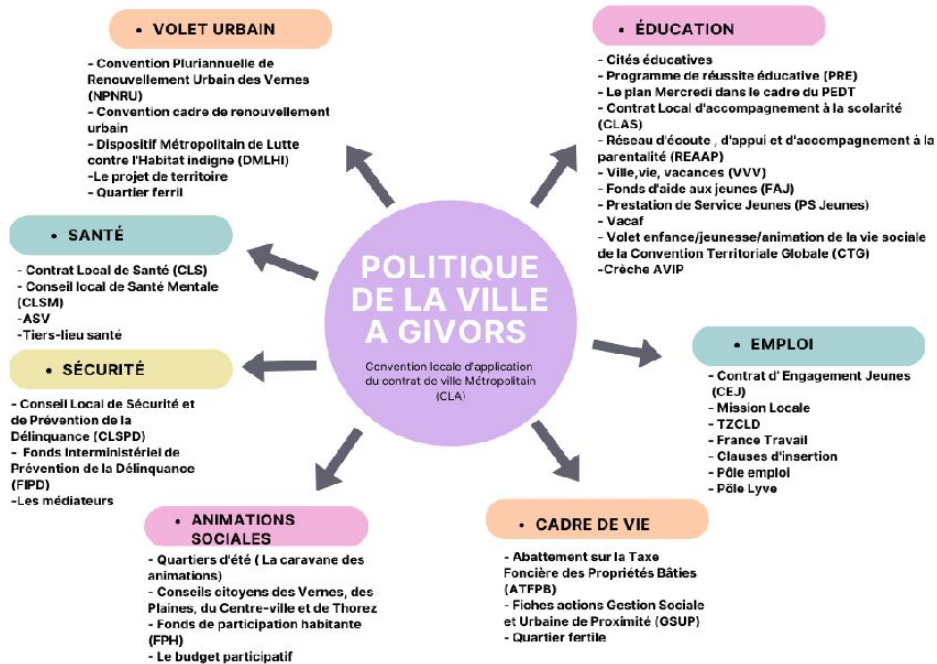 • VOLET URBAIN
- Convention Pluriannuelle de
Renouvellement Urbain des Vernes
(NPNRU)
- Convention cadre de renouvellement
urbain
- Dispositif Métropolitain de Lutte
contre l'Habitat indigne (DMLHI)
-Le projet de territoire
- Quartier ferril
• ÉDUCATION
- Cités éducatives
- Programme de réussite éducative (PRE)
- Le plan Mercredi dans le cadre du PEDT
- Contrat Local d'accompagnement à la scolarité
(CLAS)
- Réseau d'écoute , d'appui et d'accompagnement à la
parentalité (REAAP)
- Ville,vie, vacances (VVV)
- Fonds d'aide aux jeunes (FAJ)
- Prestation de Service Jeunes (PS Jeunes)
- Vacaf
- Volet enfance/jeunesse/animation de la vie sociale
de la Convention Territoriale Globale (CTG)
-Crèche AVIP
• SANTÉ
- Contrat Local de Santé (CLS)
- Conseil local de Santé Mentale
(CLSM)
- ASV
-Tiers-lieu santé
POLITIQUE
DE LA VILLE
A GIVORS
Convention locale d'application
du contrat de ville Métropolitain
(CLA)
• EMPLOI
- Contrat d' Engagement Jeunes
(CEJ)
- Mission Locale
- TZCLD
- France Travail
- Clauses d'insertion
- Pôle emploi
- Pôle Lyve
• SÉCURITÉ
- Conseil Local de Sécurité et
de Prévention de la
Délinquance (CLSPD)
- Fonds Interministériel de
Prévention de la Délinquance
(FIPD)
-Les médiateurs
• ANIMATIONS
SOCIALES
- Quartiers d'été ( La caravane des
animations)
- Conseils citoyens des Vernes, des
Plaines, du Centre-ville et de Thorez
- Fonds de participation habitante
(FPH)
- Le budget participatif
• CADRE DE VIE
- Abattement sur la Taxe
Foncière des Propriétés Bâties
(ATFPB)
- Fiches actions Gestion Sociale
et Urbaine de Proximité (GSUP)
- Quartier fertile